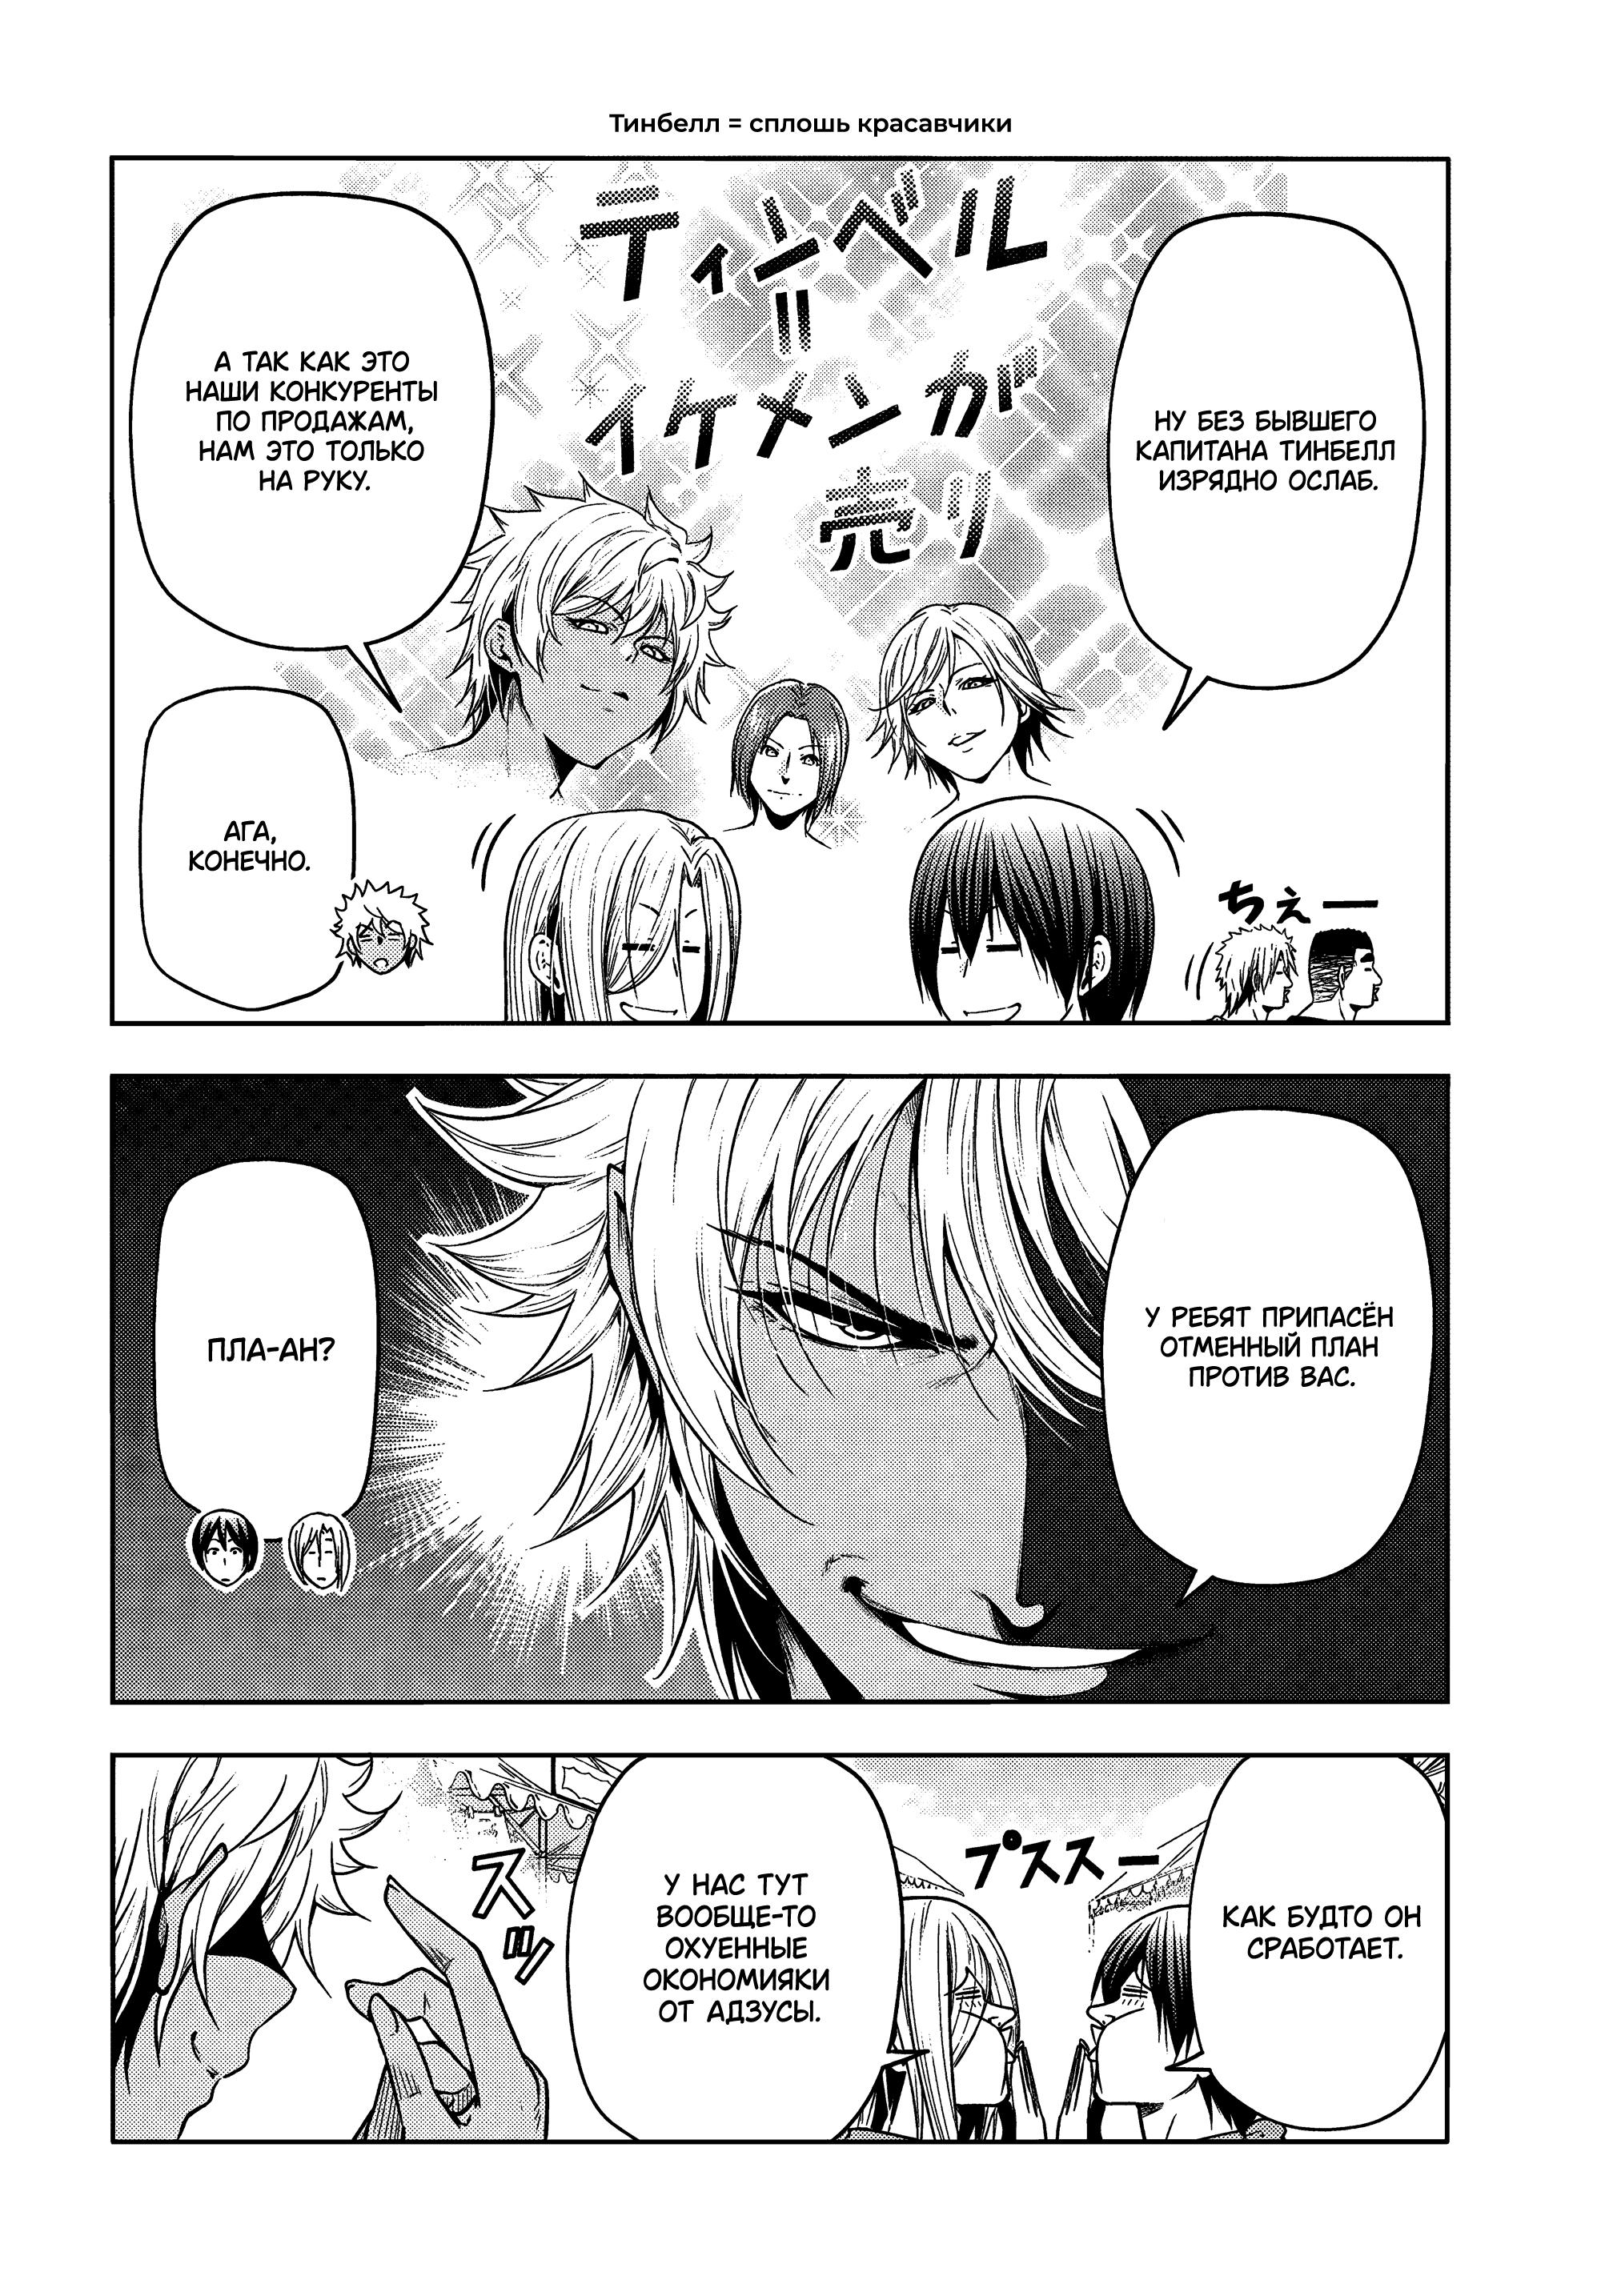 Тинбелл = сплошь красавчики
ティンベル
=
イケメンが
売り
НУ БЕЗ БЫВШЕГО
КАПИТАНА ТИНБЕЛЛ
ИЗРЯДНО ОСЛАБ.
А ТАК КАК ЭТО
НАШИ КОНКУРЕНТЫ
ПО ПРОДАЖАМ,
НАМ ЭТО ТОЛЬКО
НА РУКУ.
ちぇー
АГА,
КОНЕЧНО.
У РЕБЯТ ПРИПАСЁН
ОТМЕННЫЙ ПЛАН
ПРОТИВ ВАС.
ПЛА-АН?
КАК БУДТО ОН
СРАБОТАЕТ.
プススー
У НАС ТУТ
ВООБЩЕ-ТО
ОХУЕННЫЕ
ОКОНОМИЯКИ
ОТ АДЗУСЫ.
スッ